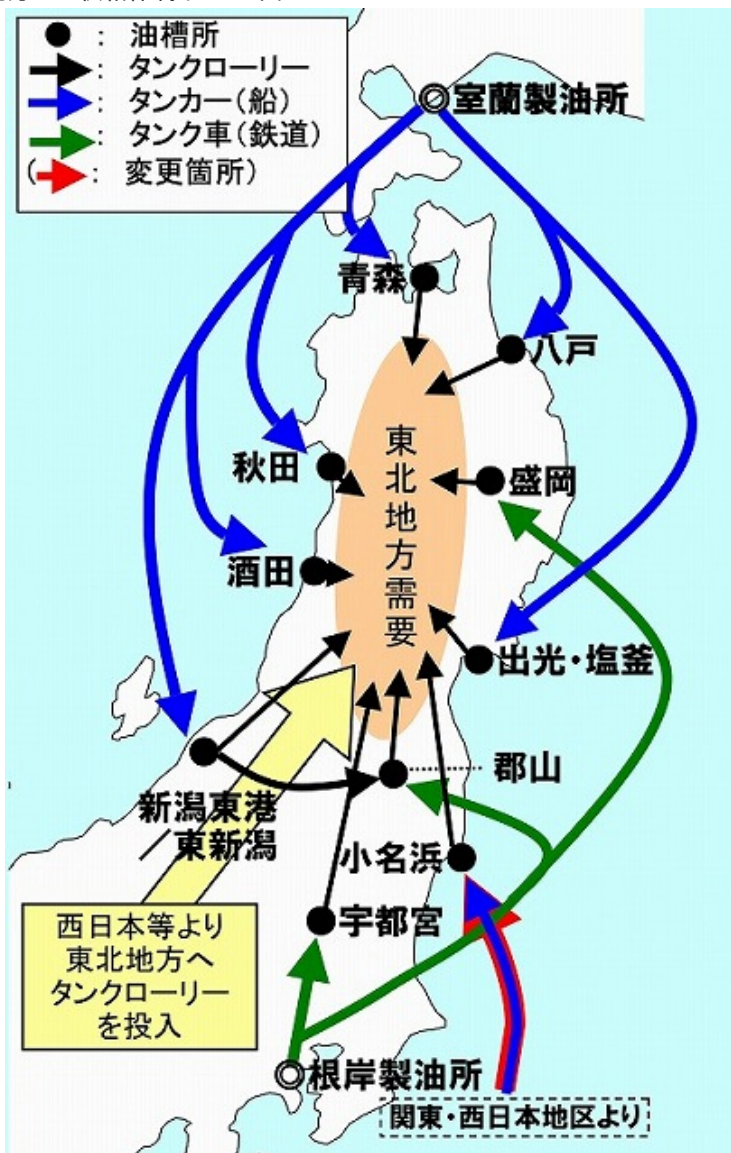 ● : 油槽所
: タンクローリー
: タンカー(船)
: タンク車(鉄道)
( : 変更箇所)
室蘭製油所
青森
八戸
東北地方需要
秋田
盛岡
酒田
出光・塩釜
郡山
新潟東港
／東新潟
小名浜
宇都宮
西日本等より
東北地方へ
タンクローリー
を投入
根岸製油所
関東・西日本地区より